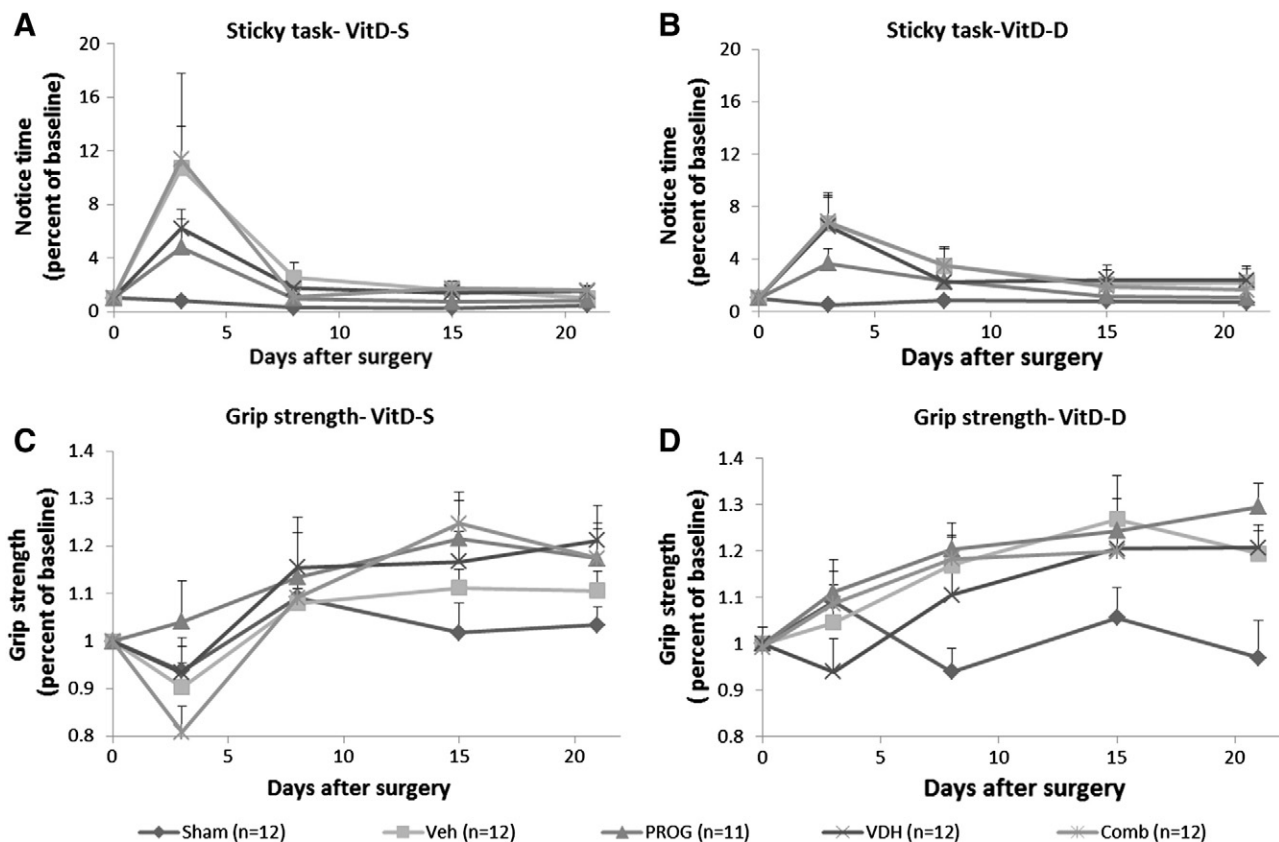 A
Sticky task- VitD-S
Notice time
(percent of baseline)
20
16
12
8
4
0
0 5 10 15 20
Days after surgery
B
Sticky task-VitD-D
Notice time
(percent of baseline)
20
16
12
8
4
0
0 5 10 15 20
Days after surgery
C
Grip strength- VitD-S
Grip strength
(percent of baseline)
1.4
1.3
1.2
1.1
1
0.9
0.8
0 5 10 15 20
Days after surgery
D
Grip strength- VitD-D
Grip strength
( percent of baseline)
1.4
1.3
1.2
1.1
1
0.9
0.8
0 5 10 15 20
Days after surgery
Sham (n=12) Veh (n=12) PROG (n=11) VDH (n=12) Comb (n=12)